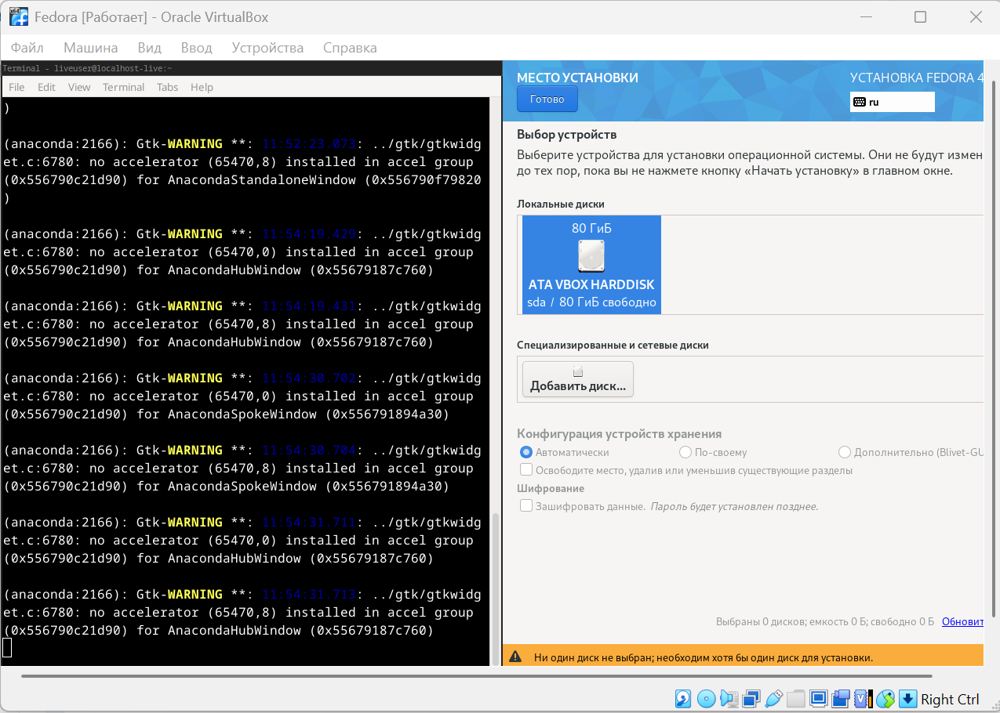 Fedora [Работает] - Oracle VirtualBox
Файл Машина Вид Ввод Устройства Справка
Terminal - liveuser@localhost-live:~
File Edit View Terminal Tabs Help
)
(anaconda:2166): Gtk-WARNING **: 11:52:23.073: ../gtk/gtkwidg
et.c:6780: no accelerator (65470,8) installed in accel group
(0x556790c21d90) for AnacondaStandaloneWindow (0x556790f79820
)
(anaconda:2166): Gtk-WARNING **: 11:54:19.429: ../gtk/gtkwidg
et.c:6780: no accelerator (65470,0) installed in accel group
(0x556790c21d90) for AnacondaHubWindow (0x55679187c760)
(anaconda:2166): Gtk-WARNING **: 11:54:19.431: ../gtk/gtkwidg
et.c:6780: no accelerator (65470,8) installed in accel group
(0x556790c21d90) for AnacondaHubWindow (0x55679187c760)
(anaconda:2166): Gtk-WARNING **: 11:54:30.702: ../gtk/gtkwidg
et.c:6780: no accelerator (65470,0) installed in accel group
(0x556790c21d90) for AnacondaSpokeWindow (0x556791894a30)
(anaconda:2166): Gtk-WARNING **: 11:54:30.704: ../gtk/gtkwidg
et.c:6780: no accelerator (65470,8) installed in accel group
(0x556790c21d90) for AnacondaSpokeWindow (0x556791894a30)
(anaconda:2166): Gtk-WARNING **: 11:54:31.711: ../gtk/gtkwidg
et.c:6780: no accelerator (65470,0) installed in accel group
(0x556790c21d90) for AnacondaHubWindow (0x55679187c760)
(anaconda:2166): Gtk-WARNING **: 11:54:31.713: ../gtk/gtkwidg
et.c:6780: no accelerator (65470,8) installed in accel group
(0x556790c21d90) for AnacondaHubWindow (0x55679187c760)
МЕСТО УСТАНОВКИ
УСТАНОВКА FEDORA 4
Готово
ru
Выбор устройств
Выберите устройства для установки операционной системы. Они не будут измен
до тех пор, пока вы не нажмете кнопку «Начать установку» в главном окне.
Локальные диски
80 ГиБ
ATA VBOX HARDDISK
sda / 80 ГиБ свободно
Специализированные и сетевые диски
Добавить диск...
Конфигурация устройств хранения
Автоматически По-своему Дополнительно (Blivet-GU
Освободите место, удалив или уменьшив существующие разделы
Шифрование
Зашифровать данные. Пароль будет установлен позднее.
Выбраны 0 дисков; емкость 0 Б; свободно 0 Б Обновит
Ни один диск не выбран; необходим хотя бы один диск для установки.
Right Ctrl